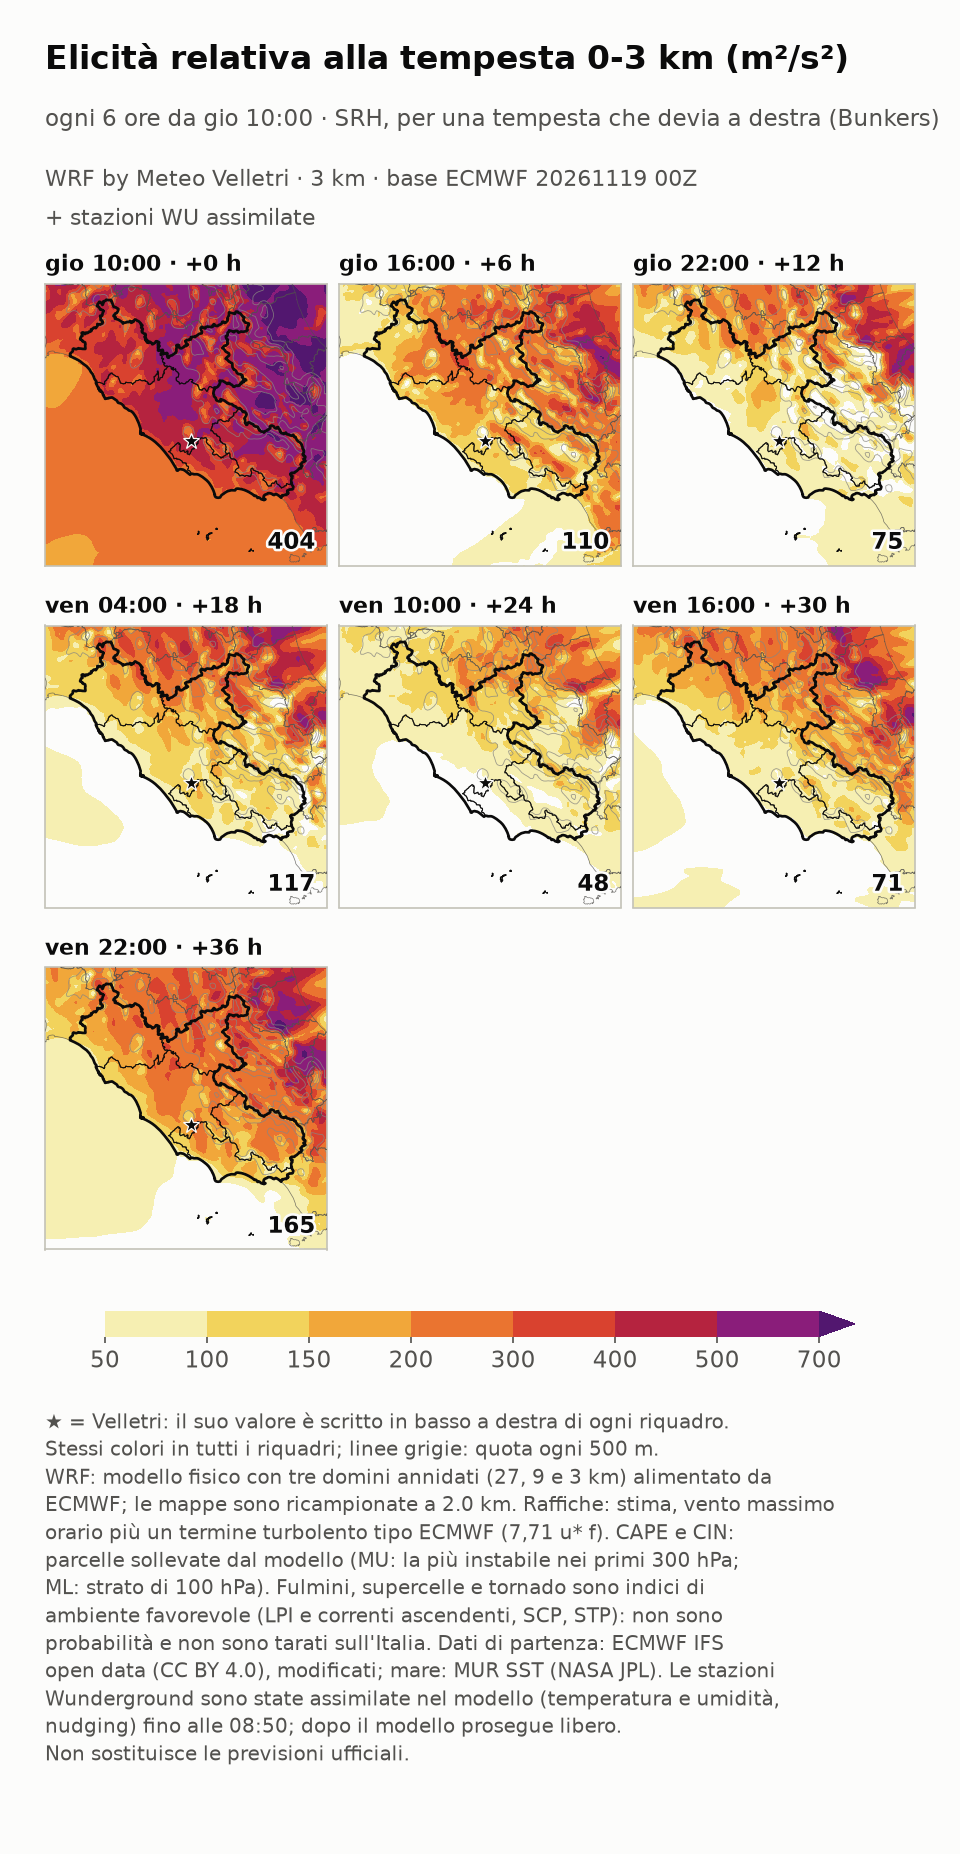 Elicità relativa alla tempesta 0-3 km (m²/s²)
ogni 6 ore da gio 10:00 · SRH, per una tempesta che devia a destra (Bunkers)
WRF by Meteo Velletri · 3 km · base ECMWF 20261119 00Z
+ stazioni WU assimilate
gio 10:00 · +0 h
gio 16:00 · +6 h
gio 22:00 · +12 h
404
110
75
ven 04:00 · +18 h
ven 10:00 · +24 h
ven 16:00 · +30 h
117
48
71
ven 22:00 · +36 h
165
50 100 150 200 300 400 500 700
★ = Velletri: il suo valore è scritto in basso a destra di ogni riquadro.
Stessi colori in tutti i riquadri; linee grigie: quota ogni 500 m.
WRF: modello fisico con tre domini annidati (27, 9 e 3 km) alimentato da
ECMWF; le mappe sono ricampionate a 2.0 km. Raffiche: stima, vento massimo
orario più un termine turbolento tipo ECMWF (7,71 u* f). CAPE e CIN:
parcelle sollevate dal modello (MU: la più instabile nei primi 300 hPa;
ML: strato di 100 hPa). Fulmini, supercelle e tornado sono indici di
ambiente favorevole (LPI e correnti ascendenti, SCP, STP): non sono
probabilità e non sono tarati sull'Italia. Dati di partenza: ECMWF IFS
open data (CC BY 4.0), modificati; mare: MUR SST (NASA JPL). Le stazioni
Wunderground sono state assimilate nel modello (temperatura e umidità,
nudging) fino alle 08:50; dopo il modello prosegue libero.
Non sostituisce le previsioni ufficiali.